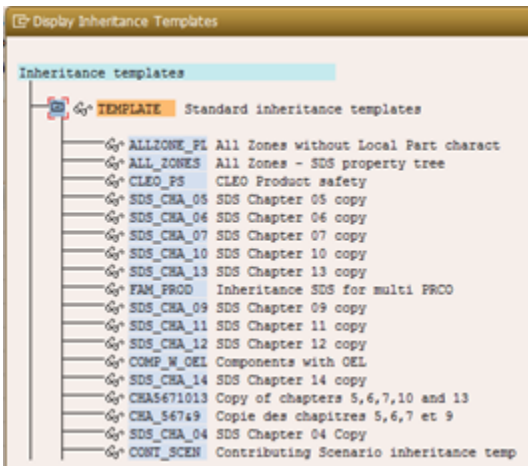 Display Inheritance Templates
Inheritance templates
TEMPLATE Standard inheritance templates
ALLZONE_PL All Zones without Local Part charact
ALL_ZONES All Zones - SDS property tree
CLEO_PS CLEO Product safety
SDS_CHA_05 SDS Chapter 05 copy
SDS_CHA_06 SDS Chapter 06 copy
SDS_CHA_07 SDS Chapter 07 copy
SDS_CHA_10 SDS Chapter 10 copy
SDS_CHA_13 SDS Chapter 13 copy
FAM_PROD Inheritance SDS for multi PRCO
SDS_CHA_09 SDS Chapter 09 copy
SDS_CHA_11 SDS Chapter 11 copy
SDS_CHA_12 SDS Chapter 12 copy
COMP_W_OEL Components with OEL
SDS_CHA_14 SDS Chapter 14 copy
CHA5671013 Copy of chapters 5,6,7,10 and 13
CHA_567&9 Copie des chapitres 5,6,7 et 9
SDS_CHA_04 SDS Chapter 04 Copy
CONT_SCEN Contributing Scenario inheritance temp